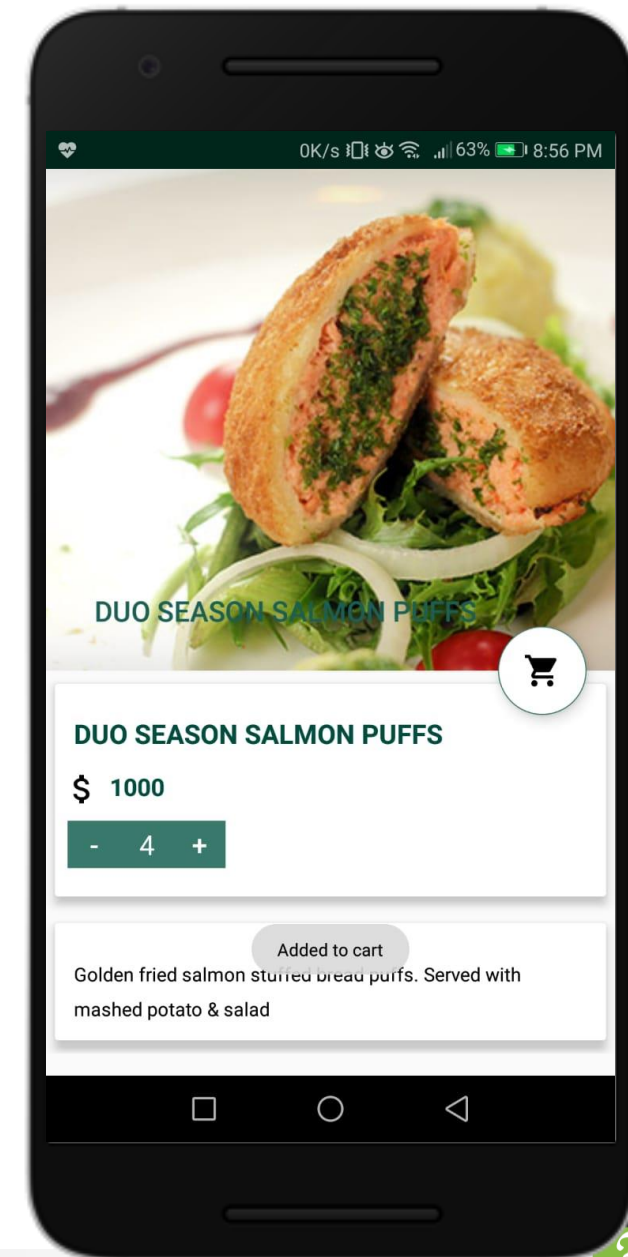 0K/s 63% 8:56 PM
DUO SEASON SALMON PUFFS
DUO SEASON SALMON PUFFS
$ 1000
- 4 +
Added to cart
Golden fried salmon stuffed bread puffs. Served with
mashed potato & salad